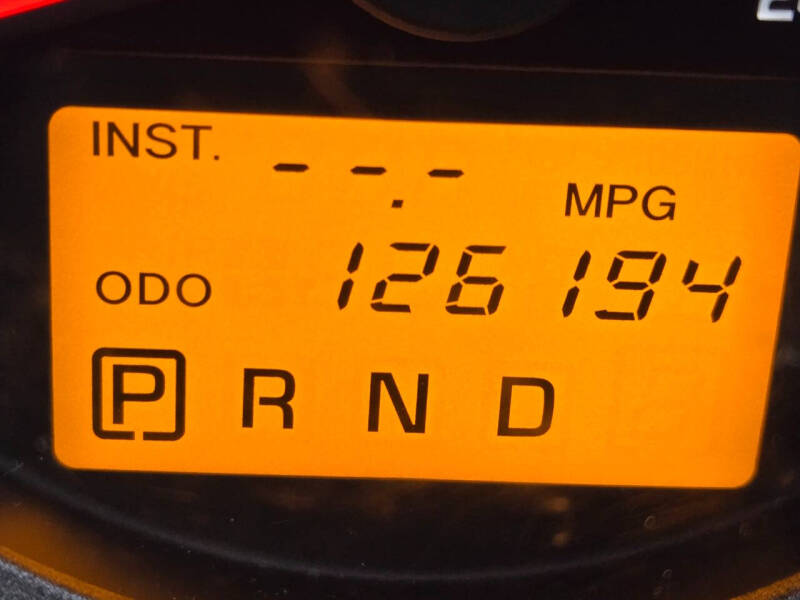 INST. --.- MPG
ODO 126194
P R N D